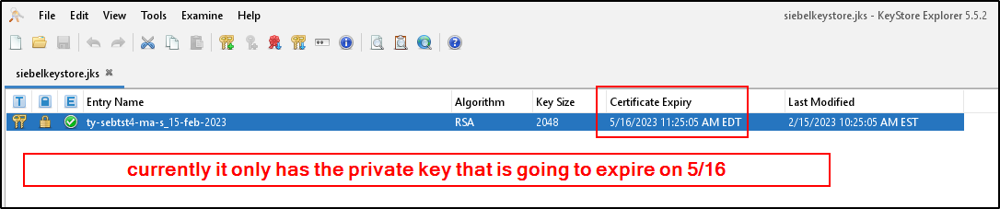 File Edit View Tools Examine Help siebelkeystore.jks - KeyStore Explorer 5.5.2
siebelkeystore.jks
T E Entry Name Algorithm Key Size Certificate Expiry Last Modified
ty-sebtst4-ma-s_15-feb-2023 RSA 2048 5/16/2023 11:25:05 AM EDT 2/15/2023 10:25:05 AM EST
currently it only has the private key that is going to expire on 5/16